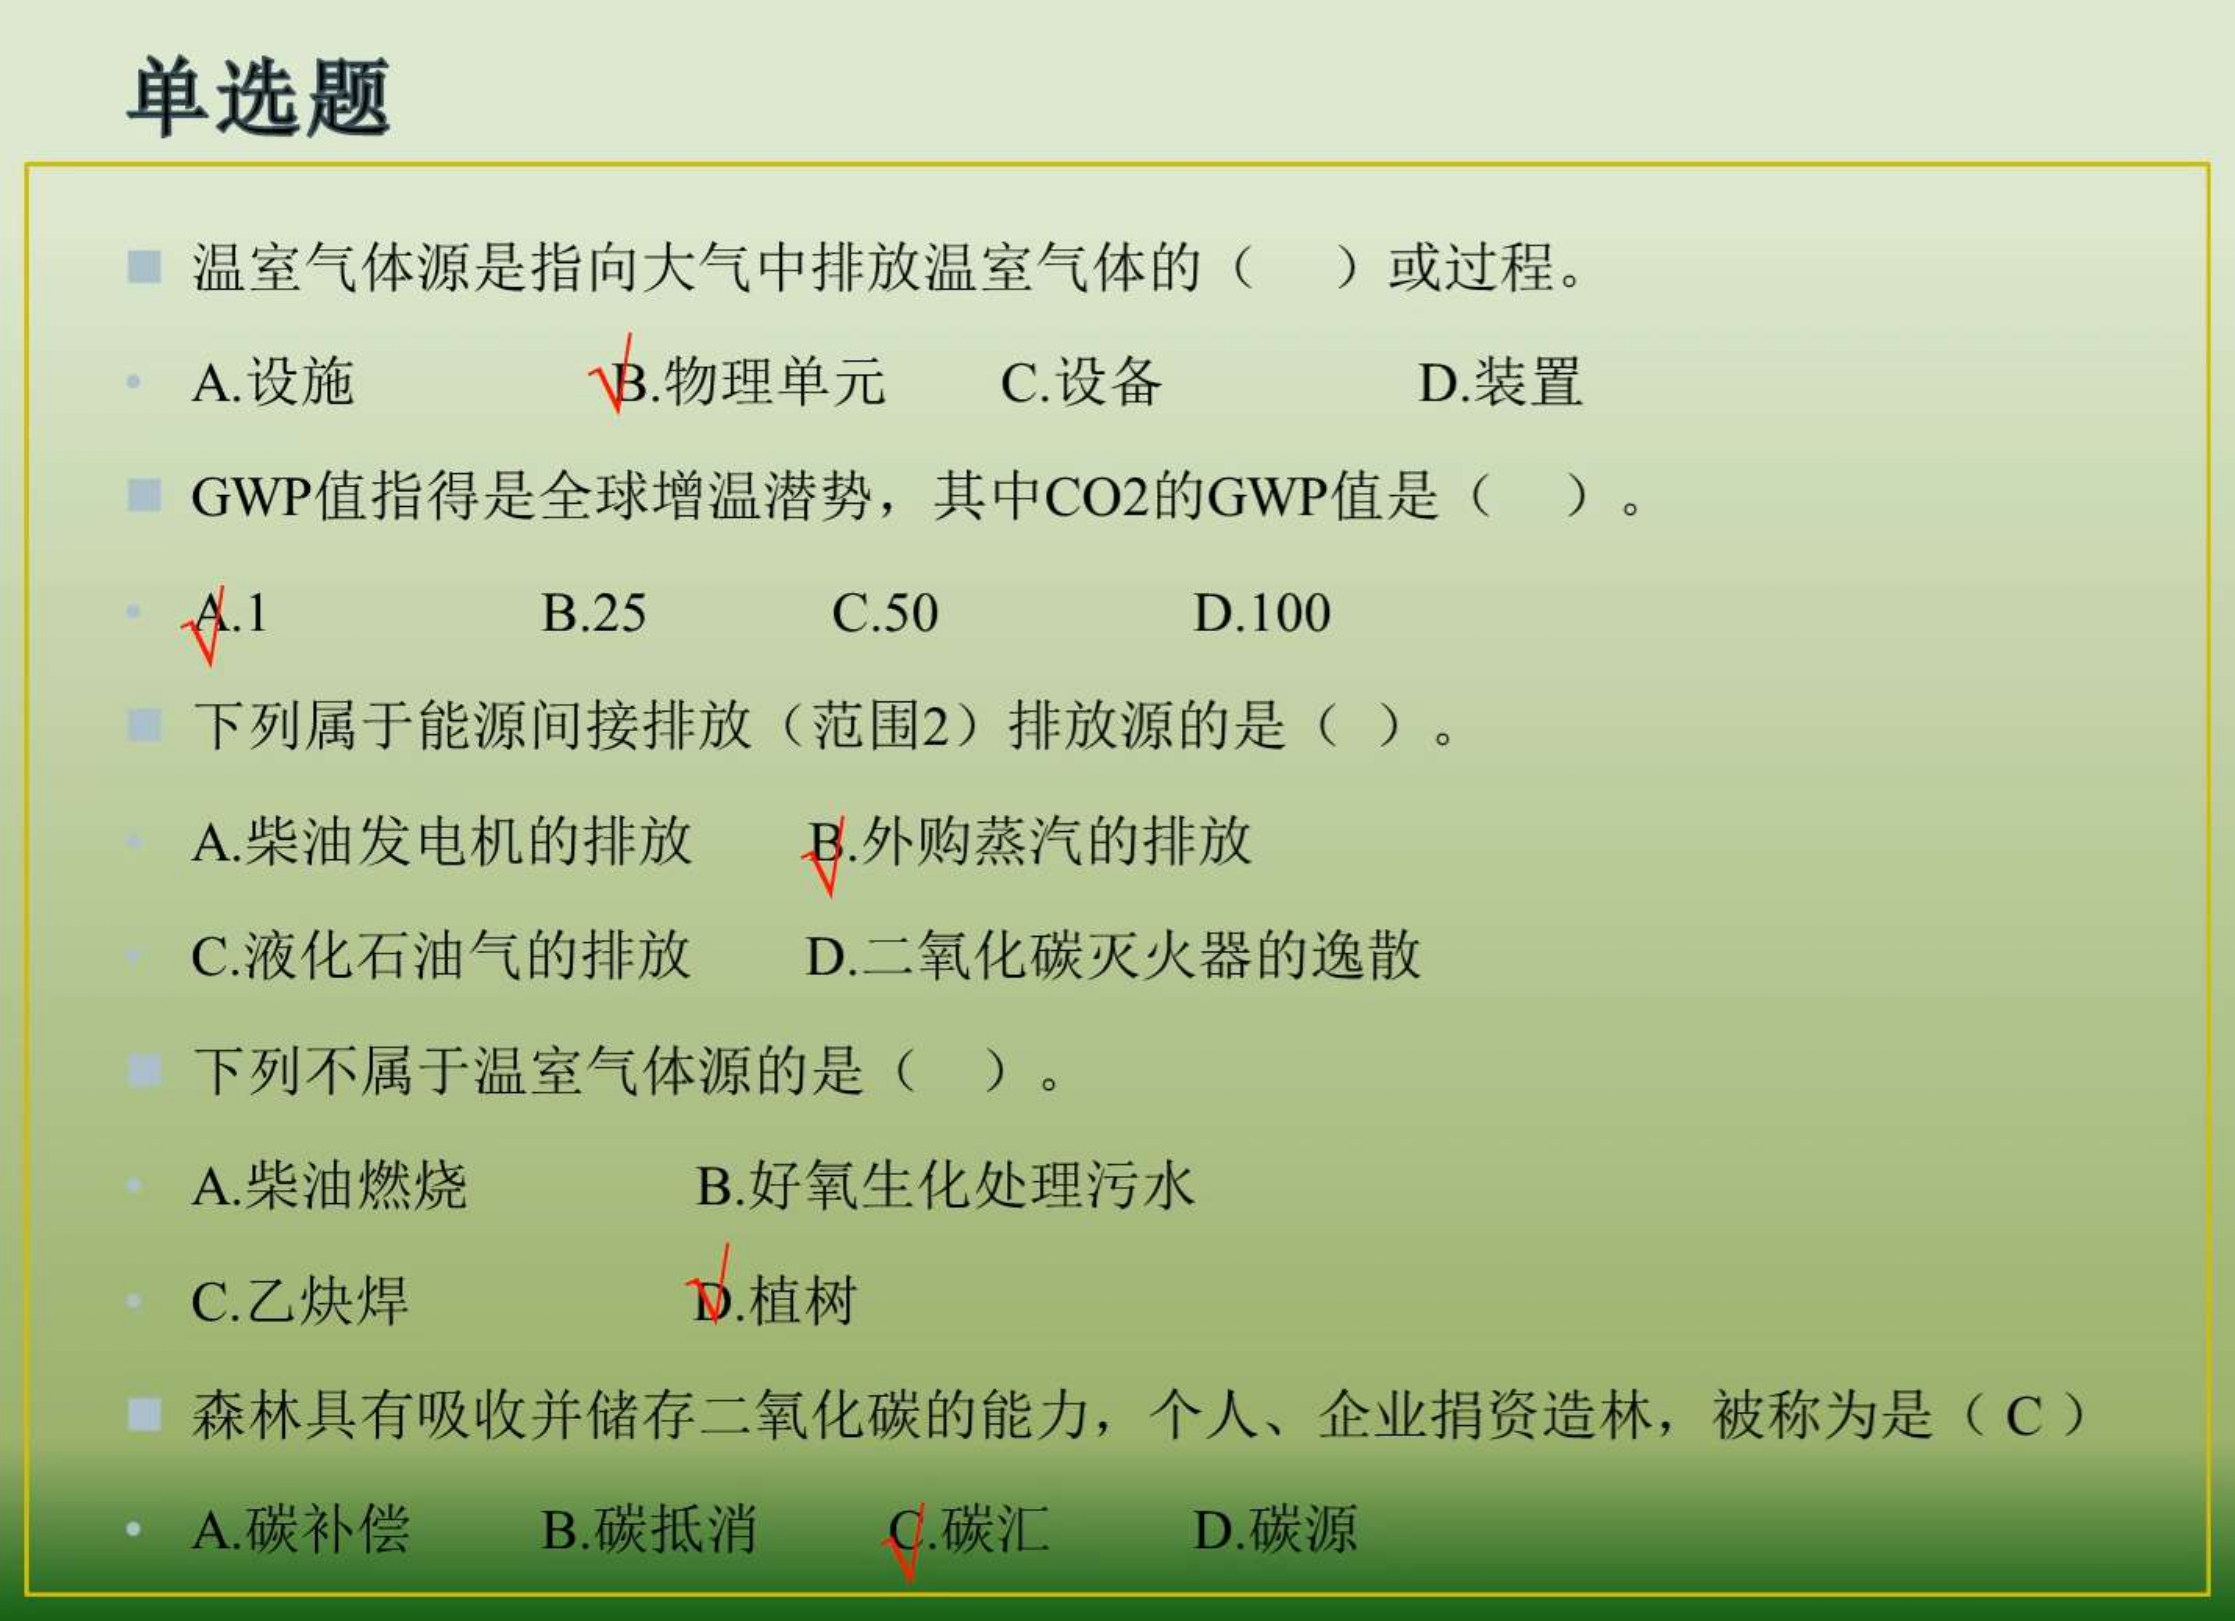 单选题
温室气体源是指向大气中排放温室气体的（ ）或过程。
A.设施 √B.物理单元 C.设备 D.装置
GWP值指得是全球增温潜势，其中CO2的GWP值是（ ）。
√A.1 B.25 C.50 D.100
下列属于能源间接排放（范围2）排放源的是（ ）。
A.柴油发电机的排放 √B.外购蒸汽的排放
C.液化石油气的排放 D.二氧化碳灭火器的逸散
下列不属于温室气体源的是（ ）。
A.柴油燃烧 B.好氧生化处理污水
C.乙炔焊 √D.植树
森林具有吸收并储存二氧化碳的能力，个人、企业捐资造林，被称为是（ C ）
A.碳补偿 B.碳抵消 √C.碳汇 D.碳源